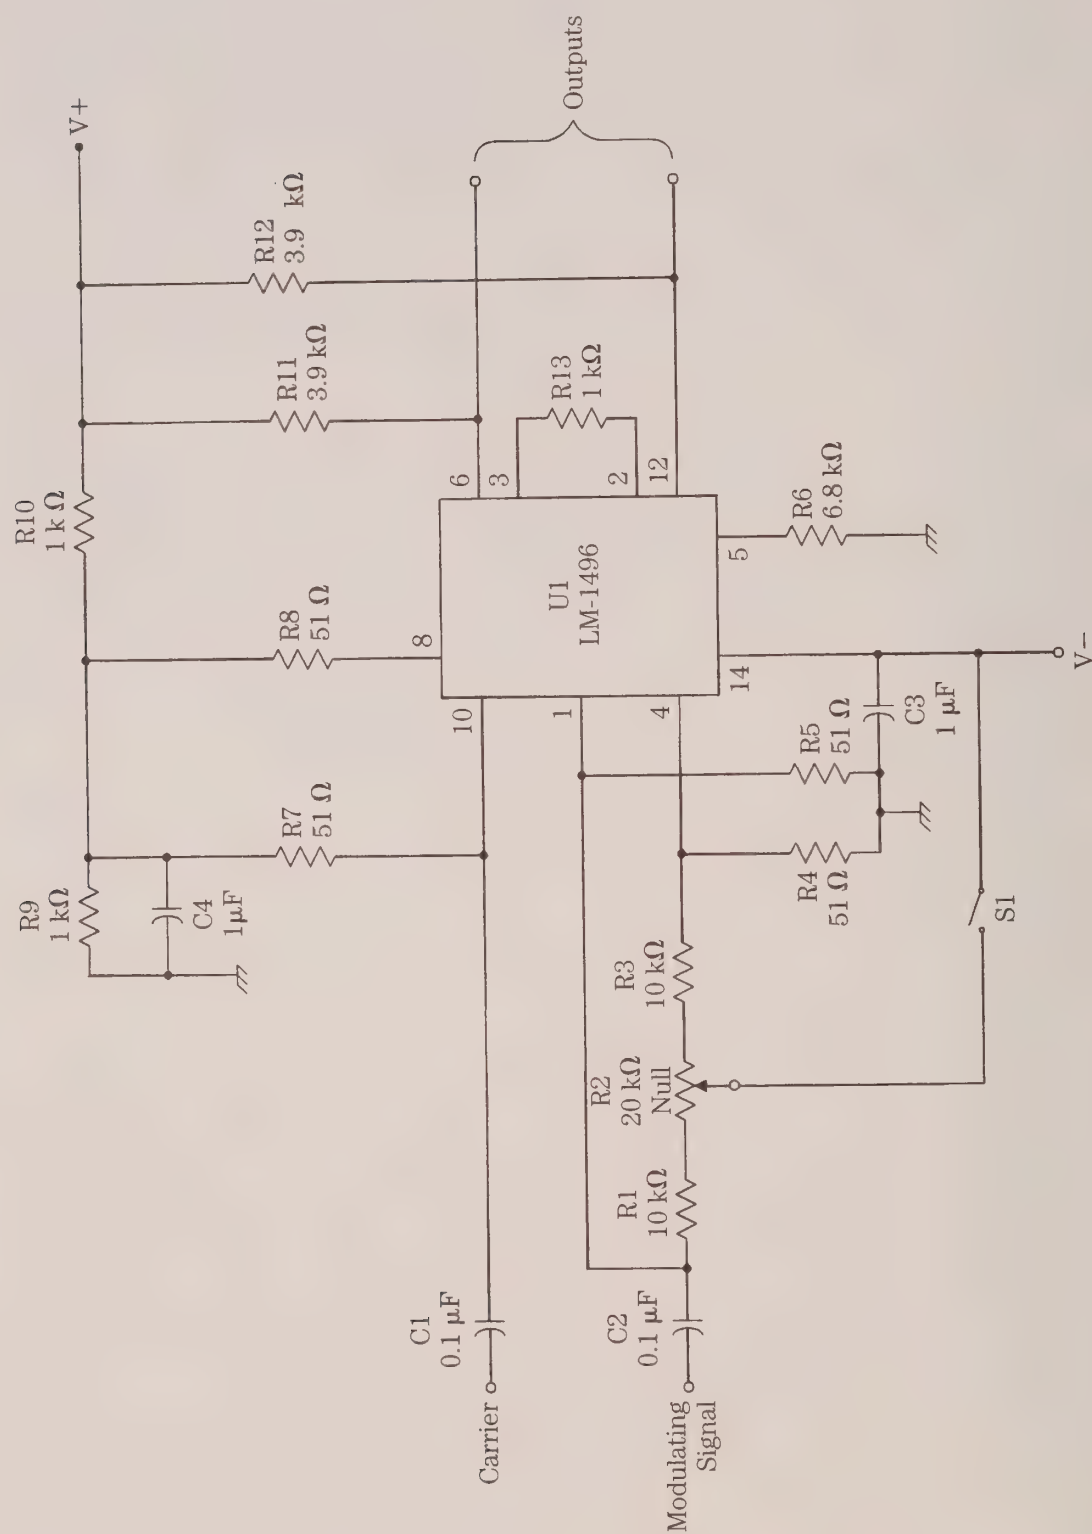 R9
1 kΩ
C4
1µF
R10
1 k Ω
V+
R7
51 Ω
R8
51 Ω
R11
3.9 kΩ
R12
3.9 kΩ
Carrier
C1
0.1 µF
10
8
6
3
2
12
1
4
14
5
U1
LM-1496
R13
1 kΩ
Outputs
Modulating
Signal
C2
0.1 µF
R1
10 kΩ
R2
20 kΩ
Null
R3
10 kΩ
R4
51 Ω
R5
51 Ω
C3
1 µF
R6
6.8 kΩ
S1
V−